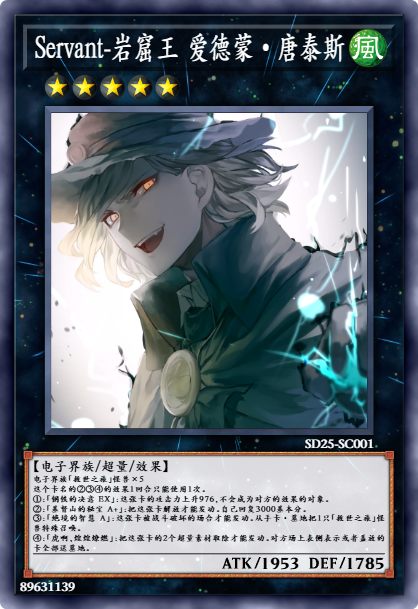 Servant-岩窟王 爱德蒙·唐泰斯
風
SD25-SC001
【电子界族/超量/效果】
电子界族「救世之座」怪兽×5
这个卡名的②③④的效果1回合只能使用1次。
①:「钢铁的决意 EX」:这张卡的攻击力上升976,不会成为对方的效果的对象。
②:「基督山的秘宝 A+」:把这张卡解放才能发动。自己回复3000基本分。
③:「绝境的智慧 A」:这张卡被战斗破坏的场合才能发动。从手卡·墓地把1只「救世之座」怪
兽特殊召唤。
④:「虎啊,煌煌燎燃」:把这张卡的2个超量素材取除才能发动。对方场上表侧表示或者盖放的
卡全部送墓地。
ATK/1953 DEF/1785
89631139